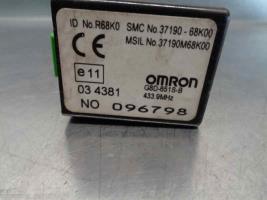 ID No.R68K0 SMC No.37190-68K00
MSIL No.37190M68K00
CE
e11
OMRON
G8D-651S-B
433.9MHz
03 4381
NO 096798